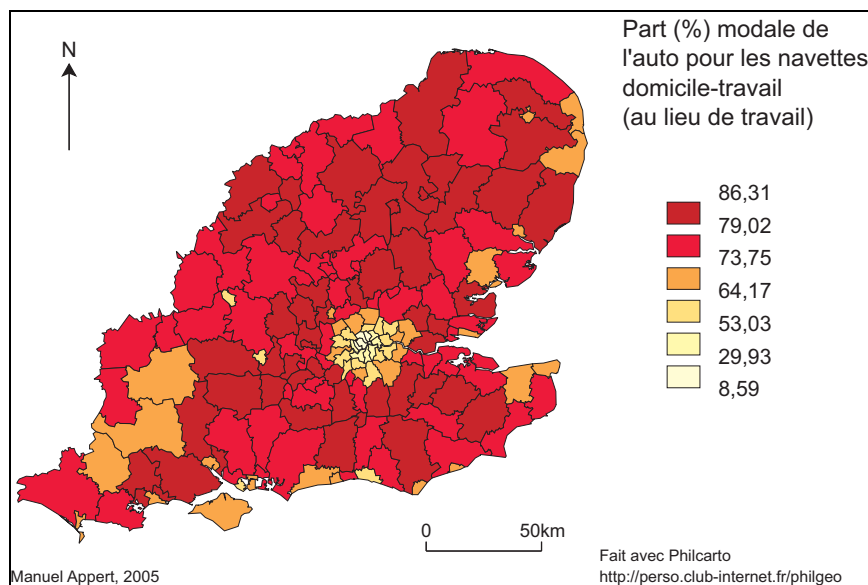 Part (%) modale de
l'auto pour les navettes
domicile-travail
(au lieu de travail)
N
86,31
79,02
73,75
64,17
53,03
29,93
8,59
0 50km
Manuel Appert, 2005
Fait avec Philcarto
http://perso.club-internet.fr/philgeo